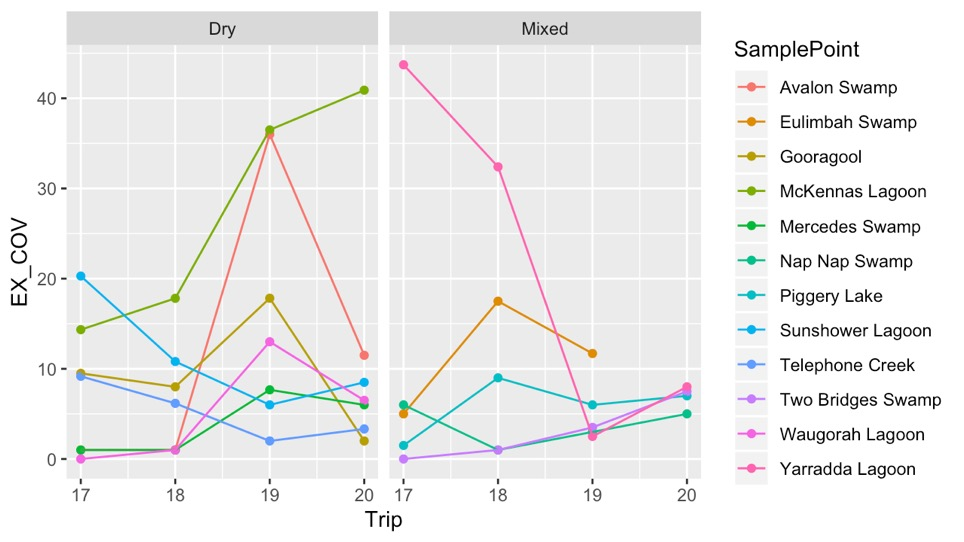 Dry
Mixed
EX_COV
40
30
20
10
0
17 18 19 20
17 18 19 20
Trip
SamplePoint
Avalon Swamp
Eulimbah Swamp
Gooragool
McKennas Lagoon
Mercedes Swamp
Nap Nap Swamp
Piggery Lake
Sunshower Lagoon
Telephone Creek
Two Bridges Swamp
Waugorah Lagoon
Yarradda Lagoon